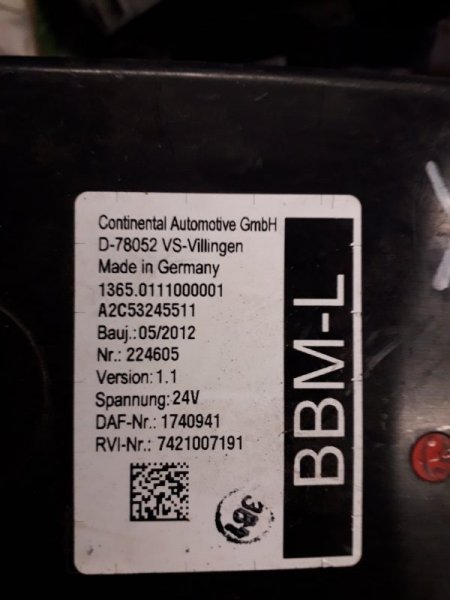 Continental Automotive GmbH
D-78052 VS-Villingen
Made in Germany
1365.0111000001
A2C53245511
Bauj.: 05/2012
Nr.: 224605
Version: 1.1
Spannung: 24V
DAF-Nr.: 1740941
RVI-Nr.: 7421007191
BBM-L